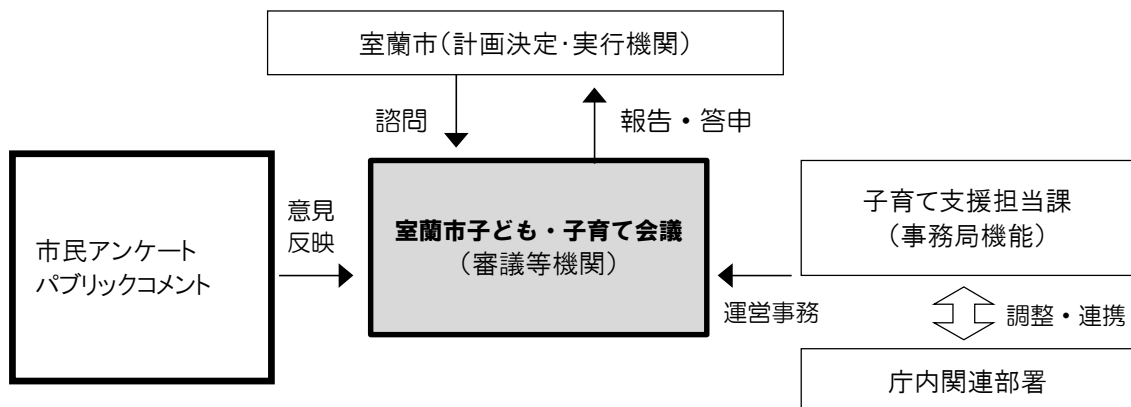 室蘭市(計画決定・実行機関)
諮問
報告・答申
市民アンケート
パブリックコメント
意見
反映
室蘭市子ども・子育て会議
(審議等機関)
子育て支援担当課
(事務局機能)
運営事務
調整・連携
庁内関連部署